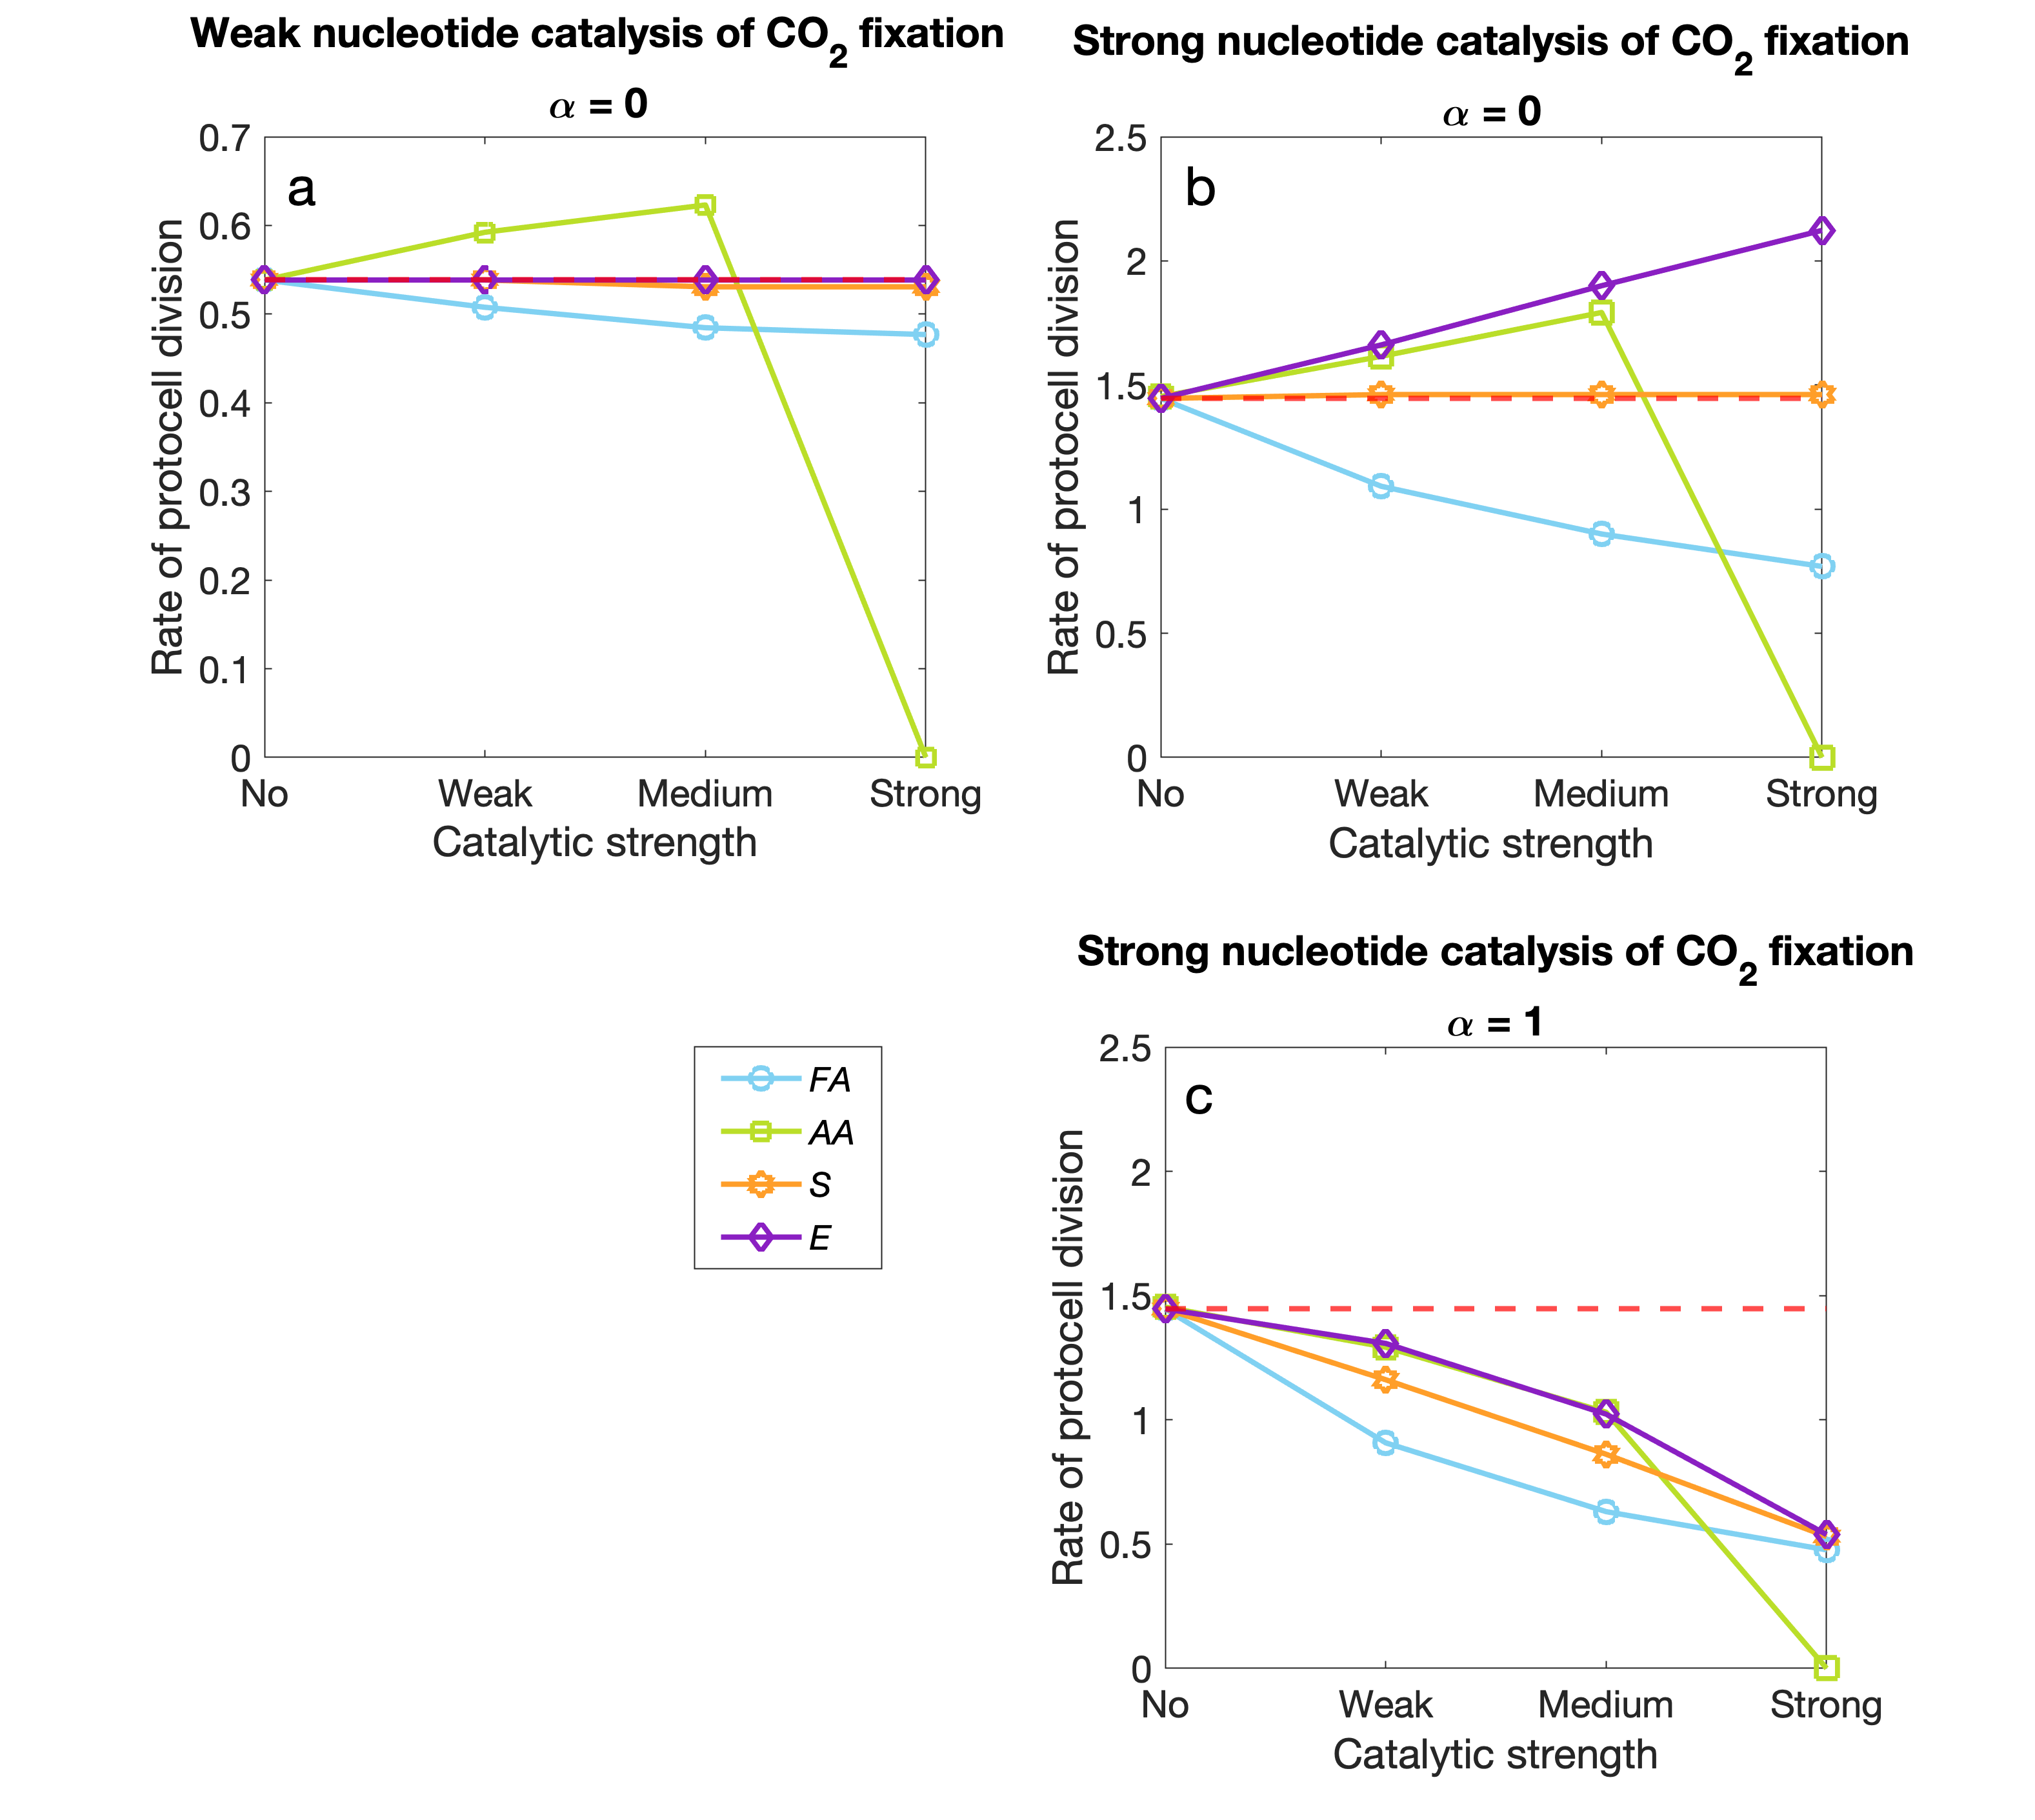 Weak nucleotide catalysis of CO2 fixation
α = 0
a
0.7
0.6
0.5
0.4
0.3
0.2
0.1
0
Rate of protocell division
No Weak Medium Strong
Catalytic strength
Strong nucleotide catalysis of CO2 fixation
α = 0
b
2.5
2
1.5
1
0.5
0
Rate of protocell division
No Weak Medium Strong
Catalytic strength
FA
AA
S
E
Strong nucleotide catalysis of CO2 fixation
α = 1
c
2.5
2
1.5
1
0.5
0
Rate of protocell division
No Weak Medium Strong
Catalytic strength